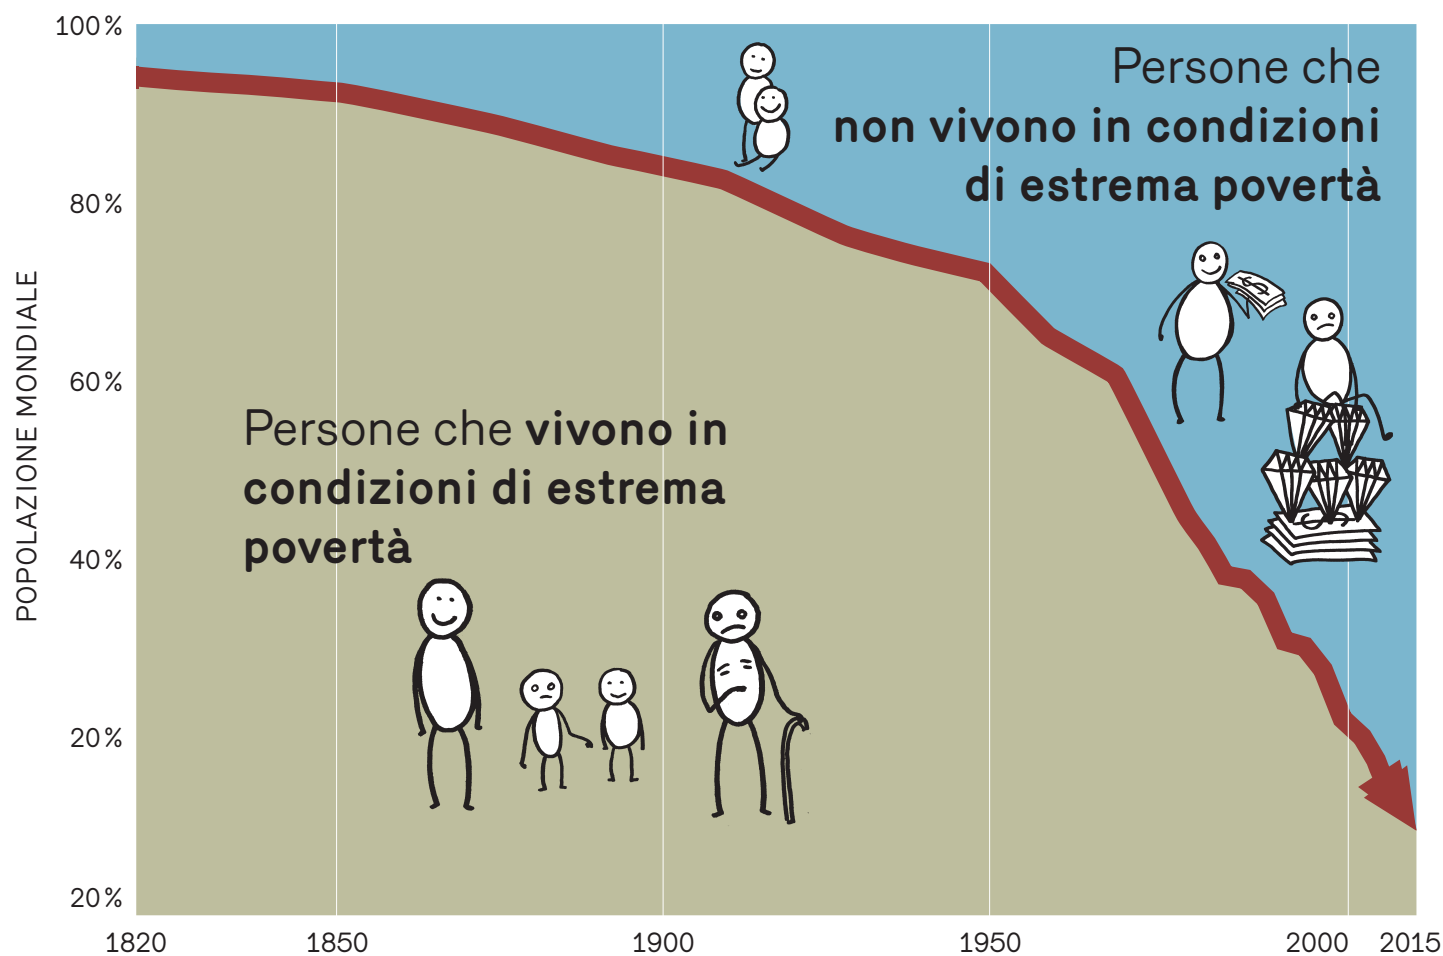 100 %
Persone che
non vivono in condizioni
di estrema povertà
80 %
60 %
POPOLAZIONE MONDIALE
Persone che vivono in
condizioni di estrema
povertà
40 %
20 %
20 %
1820 1850 1900 1950 2000 2015
$